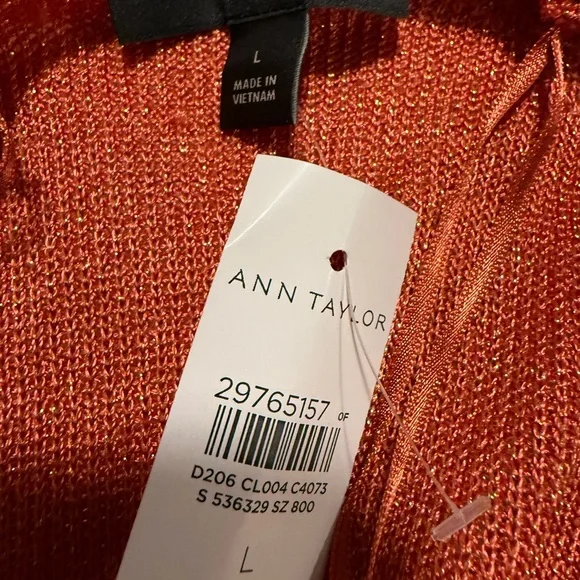 L
MADE IN
VIETNAM
ANN TAYLOR
29765157 OF
D206 CL004 C4073
S 536329 SZ 800
L